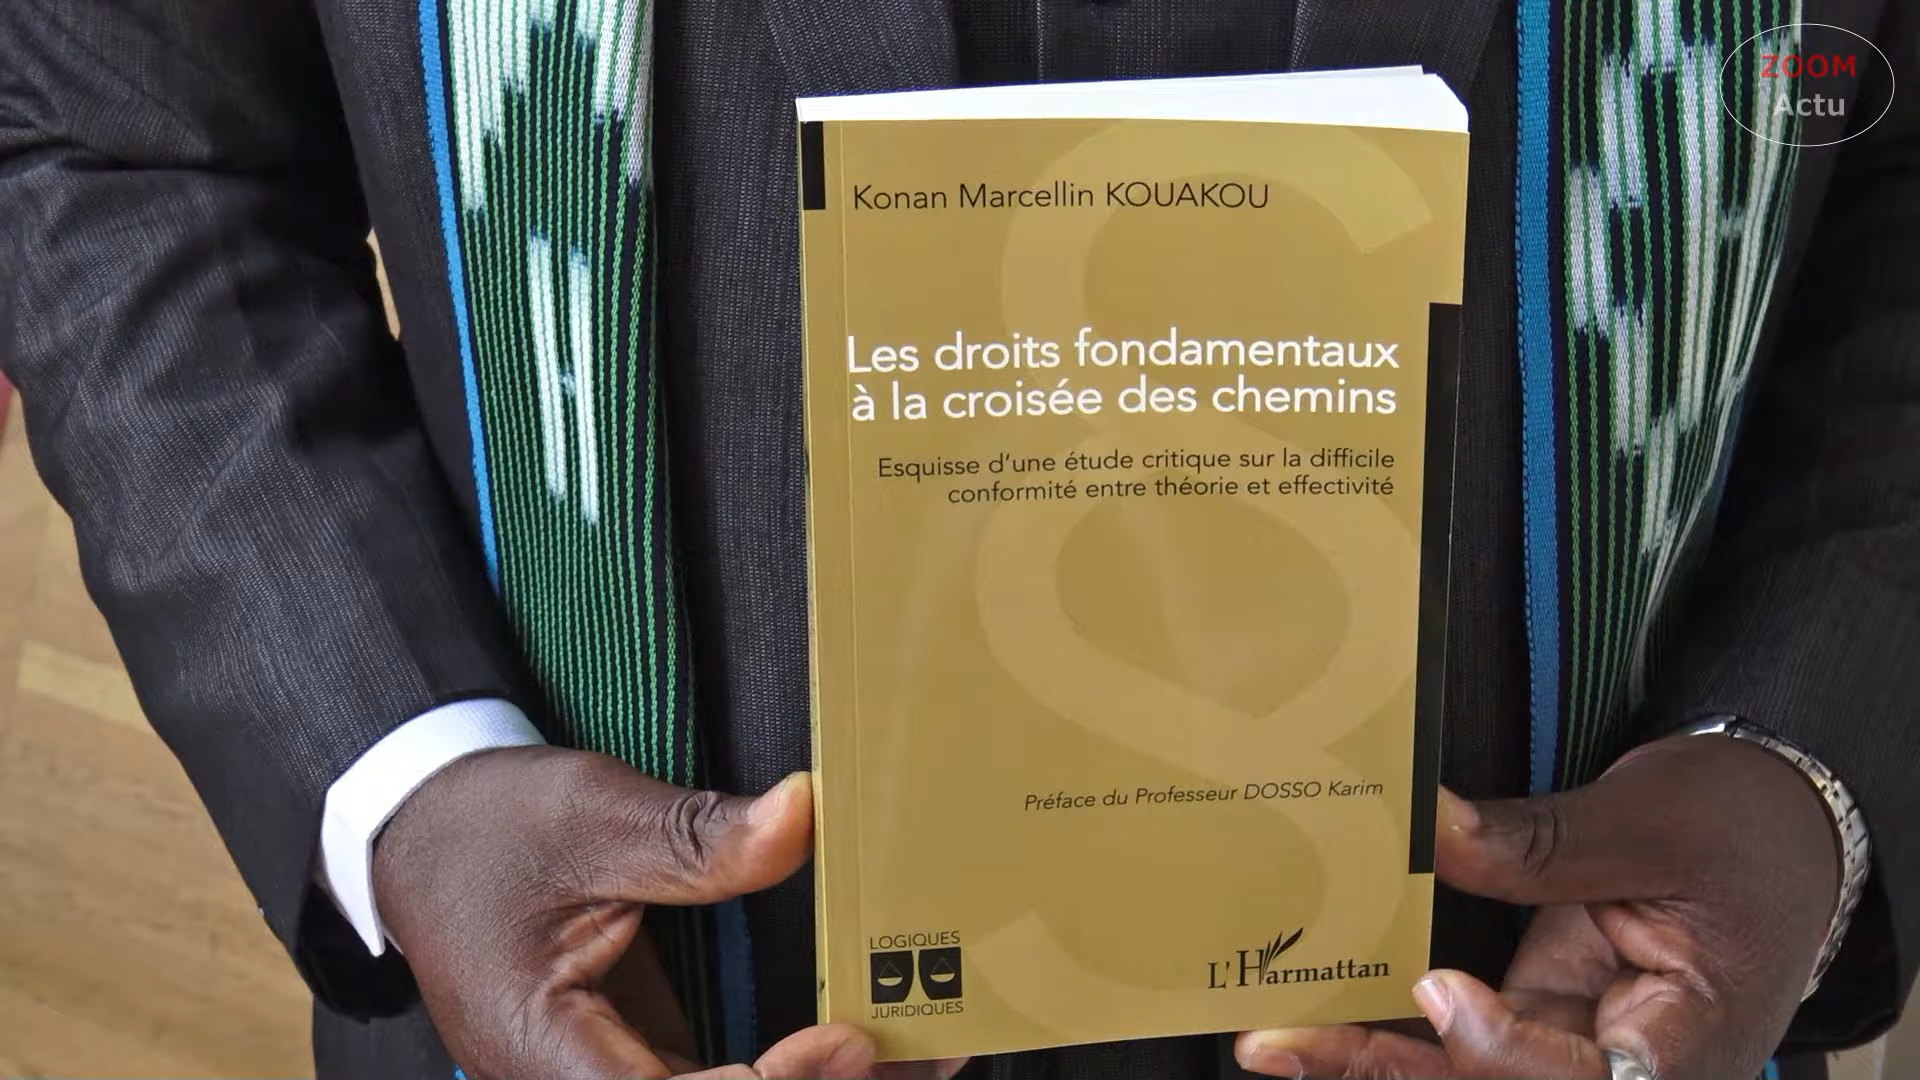 ZOOM
Actu
Konan Marcellin KOUAKOU
Les droits fondamentaux
à la croisée des chemins
Esquisse d'une étude critique sur la difficile
conformité entre théorie et effectivité
Préface du Professeur DOSSO Karim
LOGIQUES
JURIDIQUES
L'Harmattan